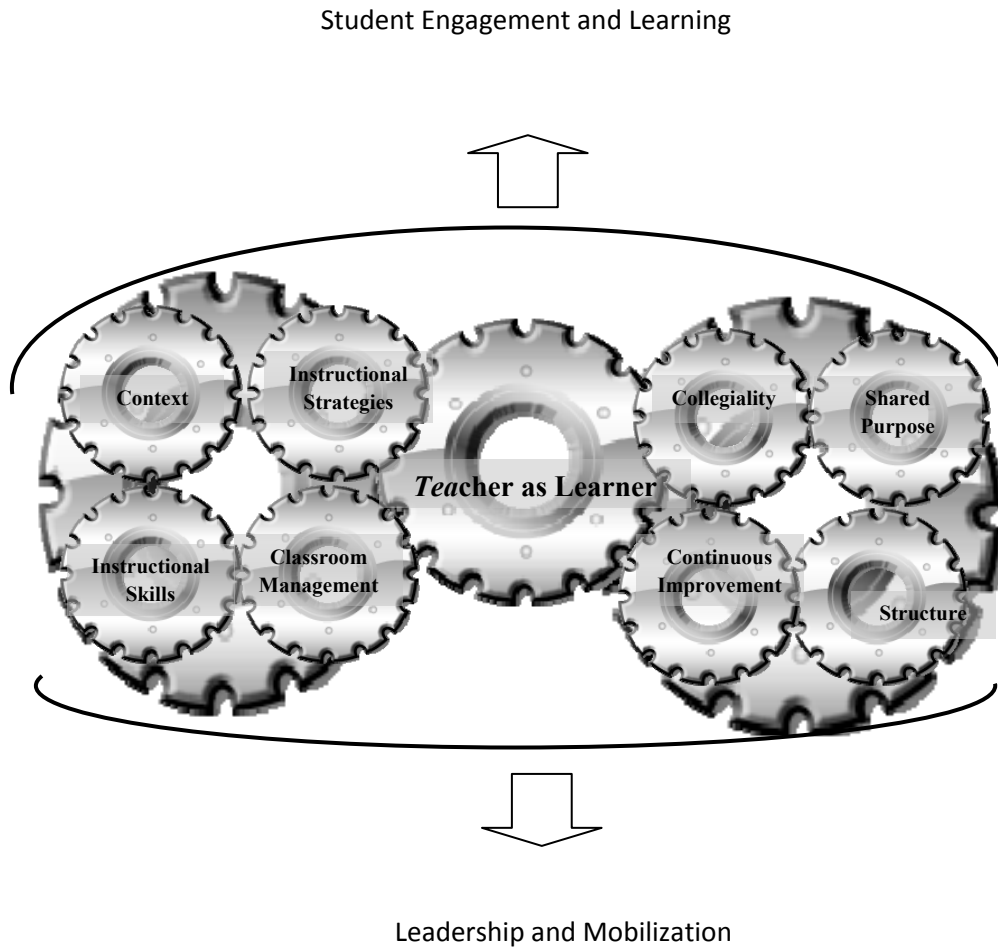 Student Engagement and Learning
Context
Instructional
Strategies
Collegiality
Shared
Purpose
Teacher as Learner
Instructional
Skills
Classroom
Management
Continuous
Improvement
Structure
Leadership and Mobilization